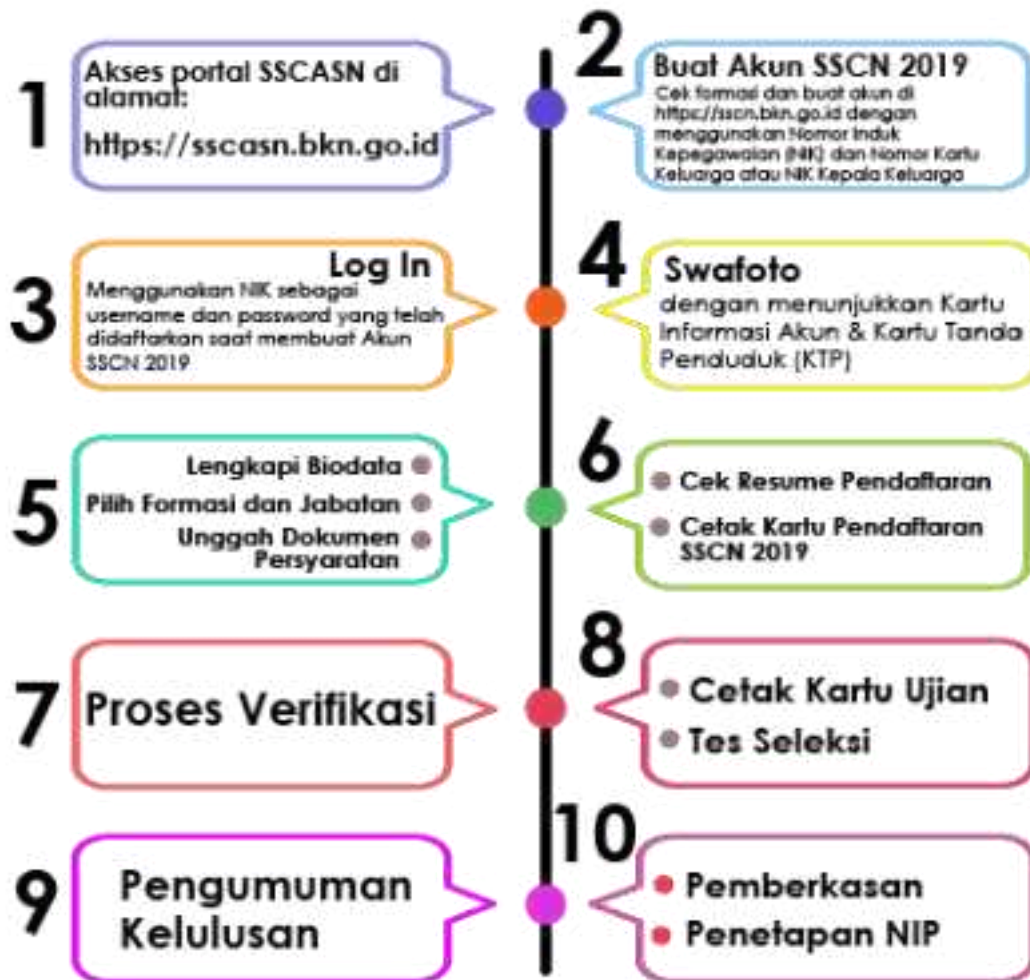 1
Akses portal SSCASN di
alamat:
https://sscasn.bkn.go.id
2
Buat Akun SSCN 2019
Cek formasi dan buat akun di
https://sscn.bkn.go.id dengan
menggunakan Nomor Induk
Kepegawaian (NIK) dan Nomor Kartu
Keluarga atau NIK Kepala Keluarga
3
Log In
Menggunakan NIK sebagai
username dan password yang telah
didaftarkan saat membuat Akun
SSCN 2019
4
Swafoto
dengan menunjukkan Kartu
Informasi Akun & Kartu Tanda
Penduduk (KTP)
5
Lengkapi Biodata
Pilih Formasi dan Jabatan
Unggah Dokumen
Persyaratan
6
Cek Resume Pendaftaran
Cetak Kartu Pendaftaran
SSCN 2019
7
Proses Verifikasi
8
Cetak Kartu Ujian
Tes Seleksi
9
Pengumuman
Kelulusan
10
Pemberkasan
Penetapan NIP